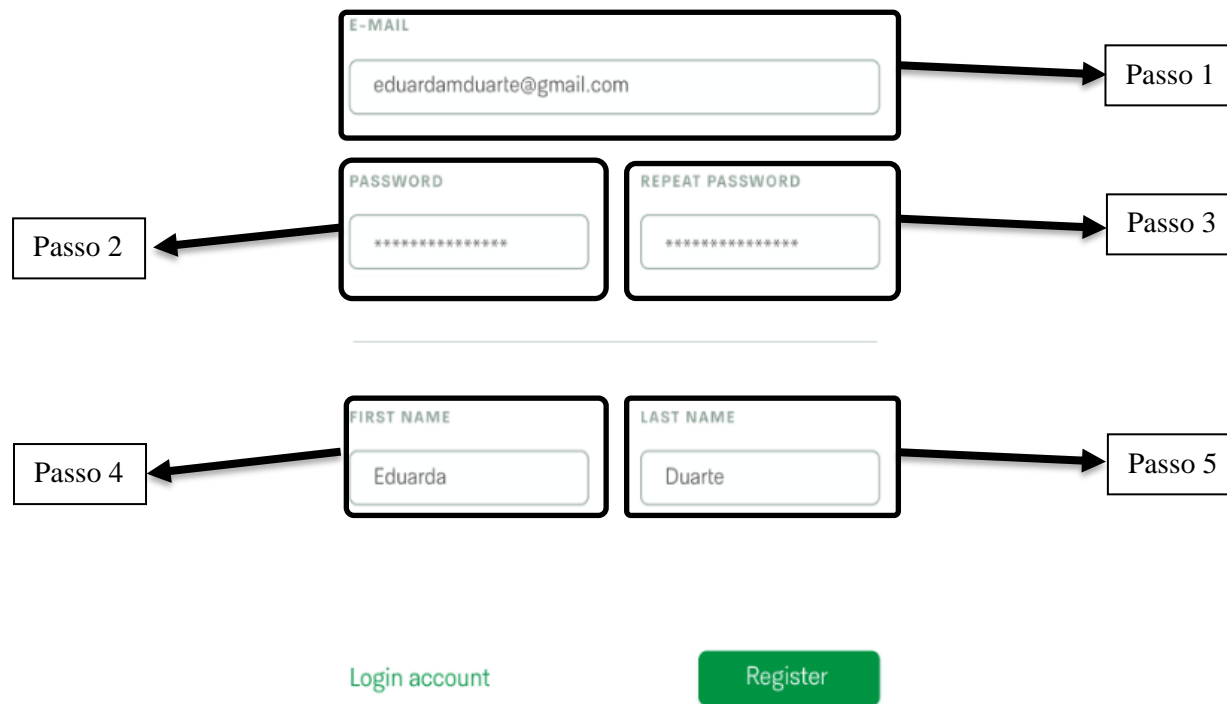 E-MAIL
eduardamduarte@gmail.com
Passo 1
PASSWORD
REPEAT PASSWORD
Passo 2
***************
***************
Passo 3
FIRST NAME
LAST NAME
Passo 4
Eduarda
Duarte
Passo 5
Login account
Register